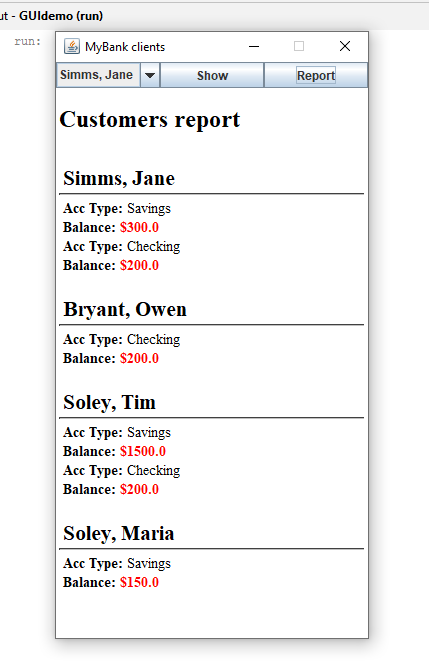 ut - GUIdemo (run)
run:
MyBank clients
Simms, Jane Show Report
Customers report
Simms, Jane
Acc Type: Savings
Balance: $300.0
Acc Type: Checking
Balance: $200.0
Bryant, Owen
Acc Type: Checking
Balance: $200.0
Soley, Tim
Acc Type: Savings
Balance: $1500.0
Acc Type: Checking
Balance: $200.0
Soley, Maria
Acc Type: Savings
Balance: $150.0